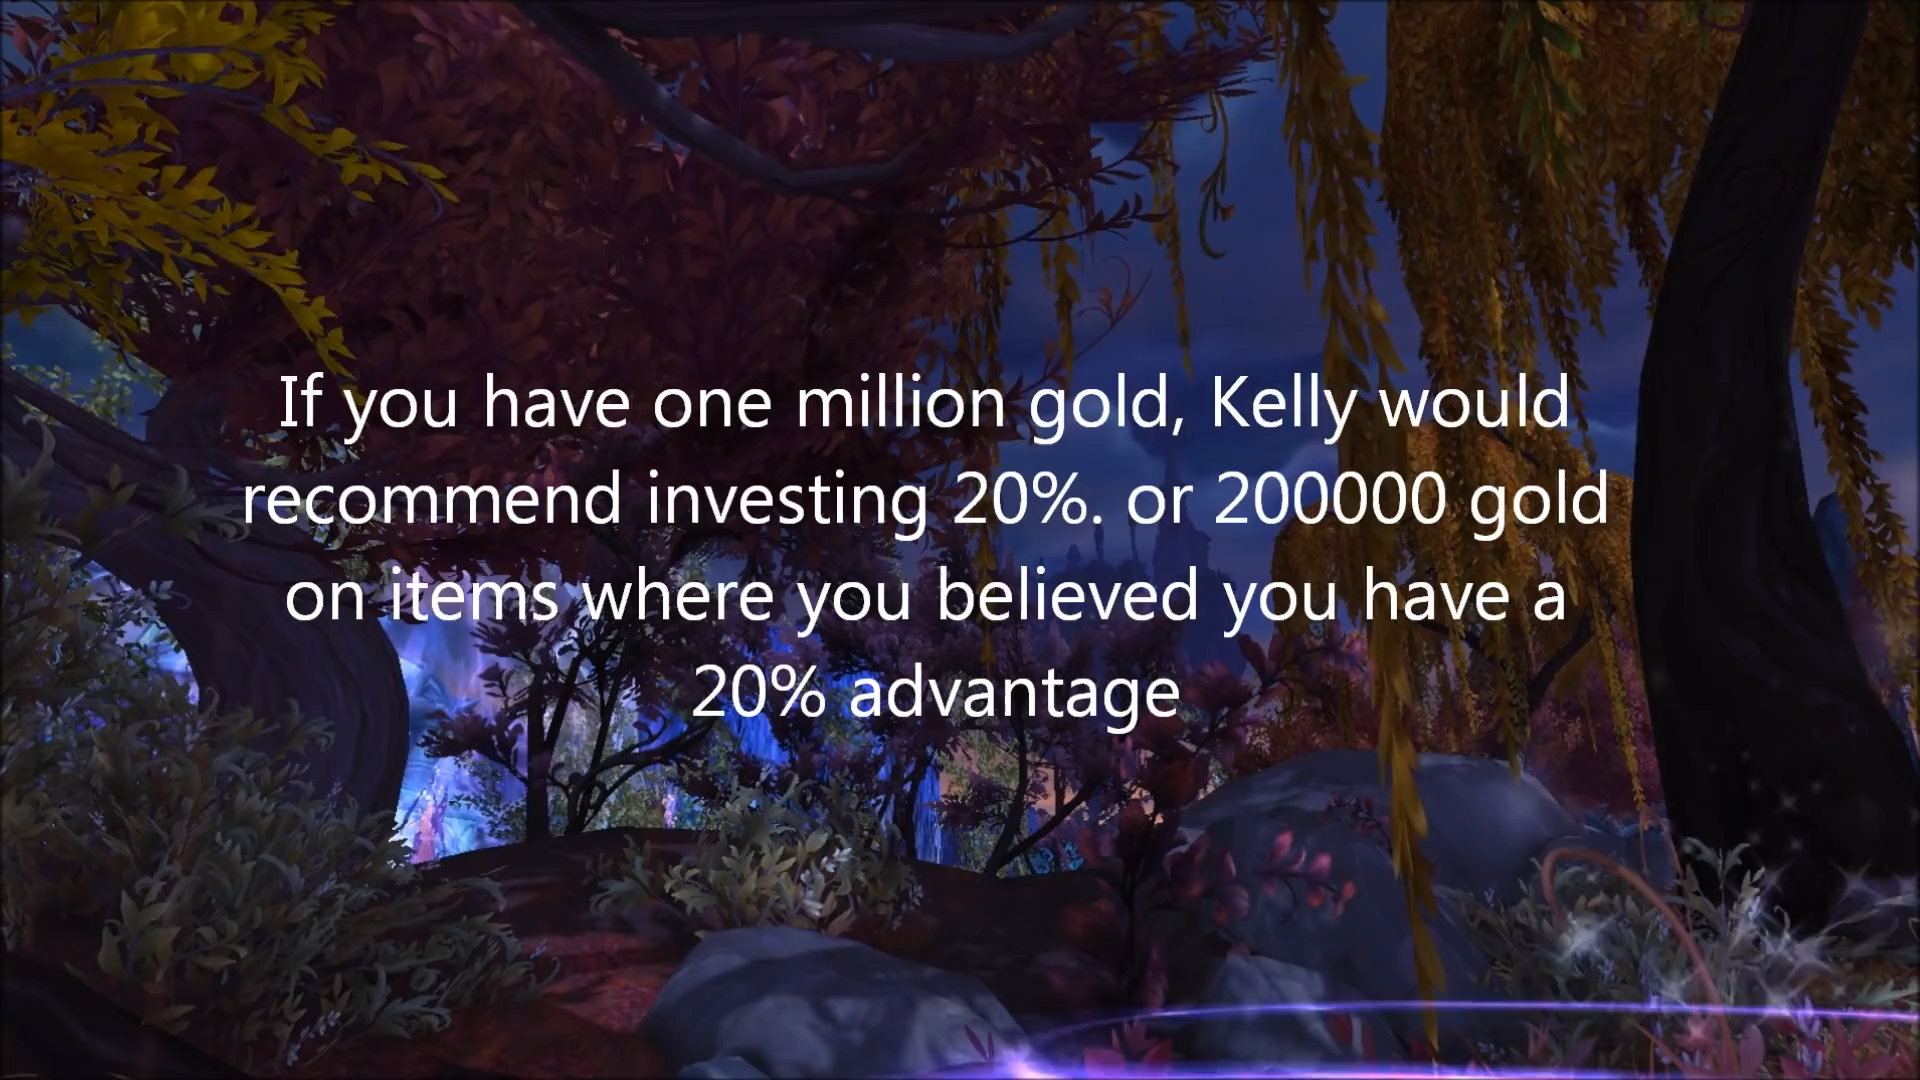 If you have one million gold, Kelly would
recommend investing 20%. or 200000 gold
on items where you believed you have a
20% advantage